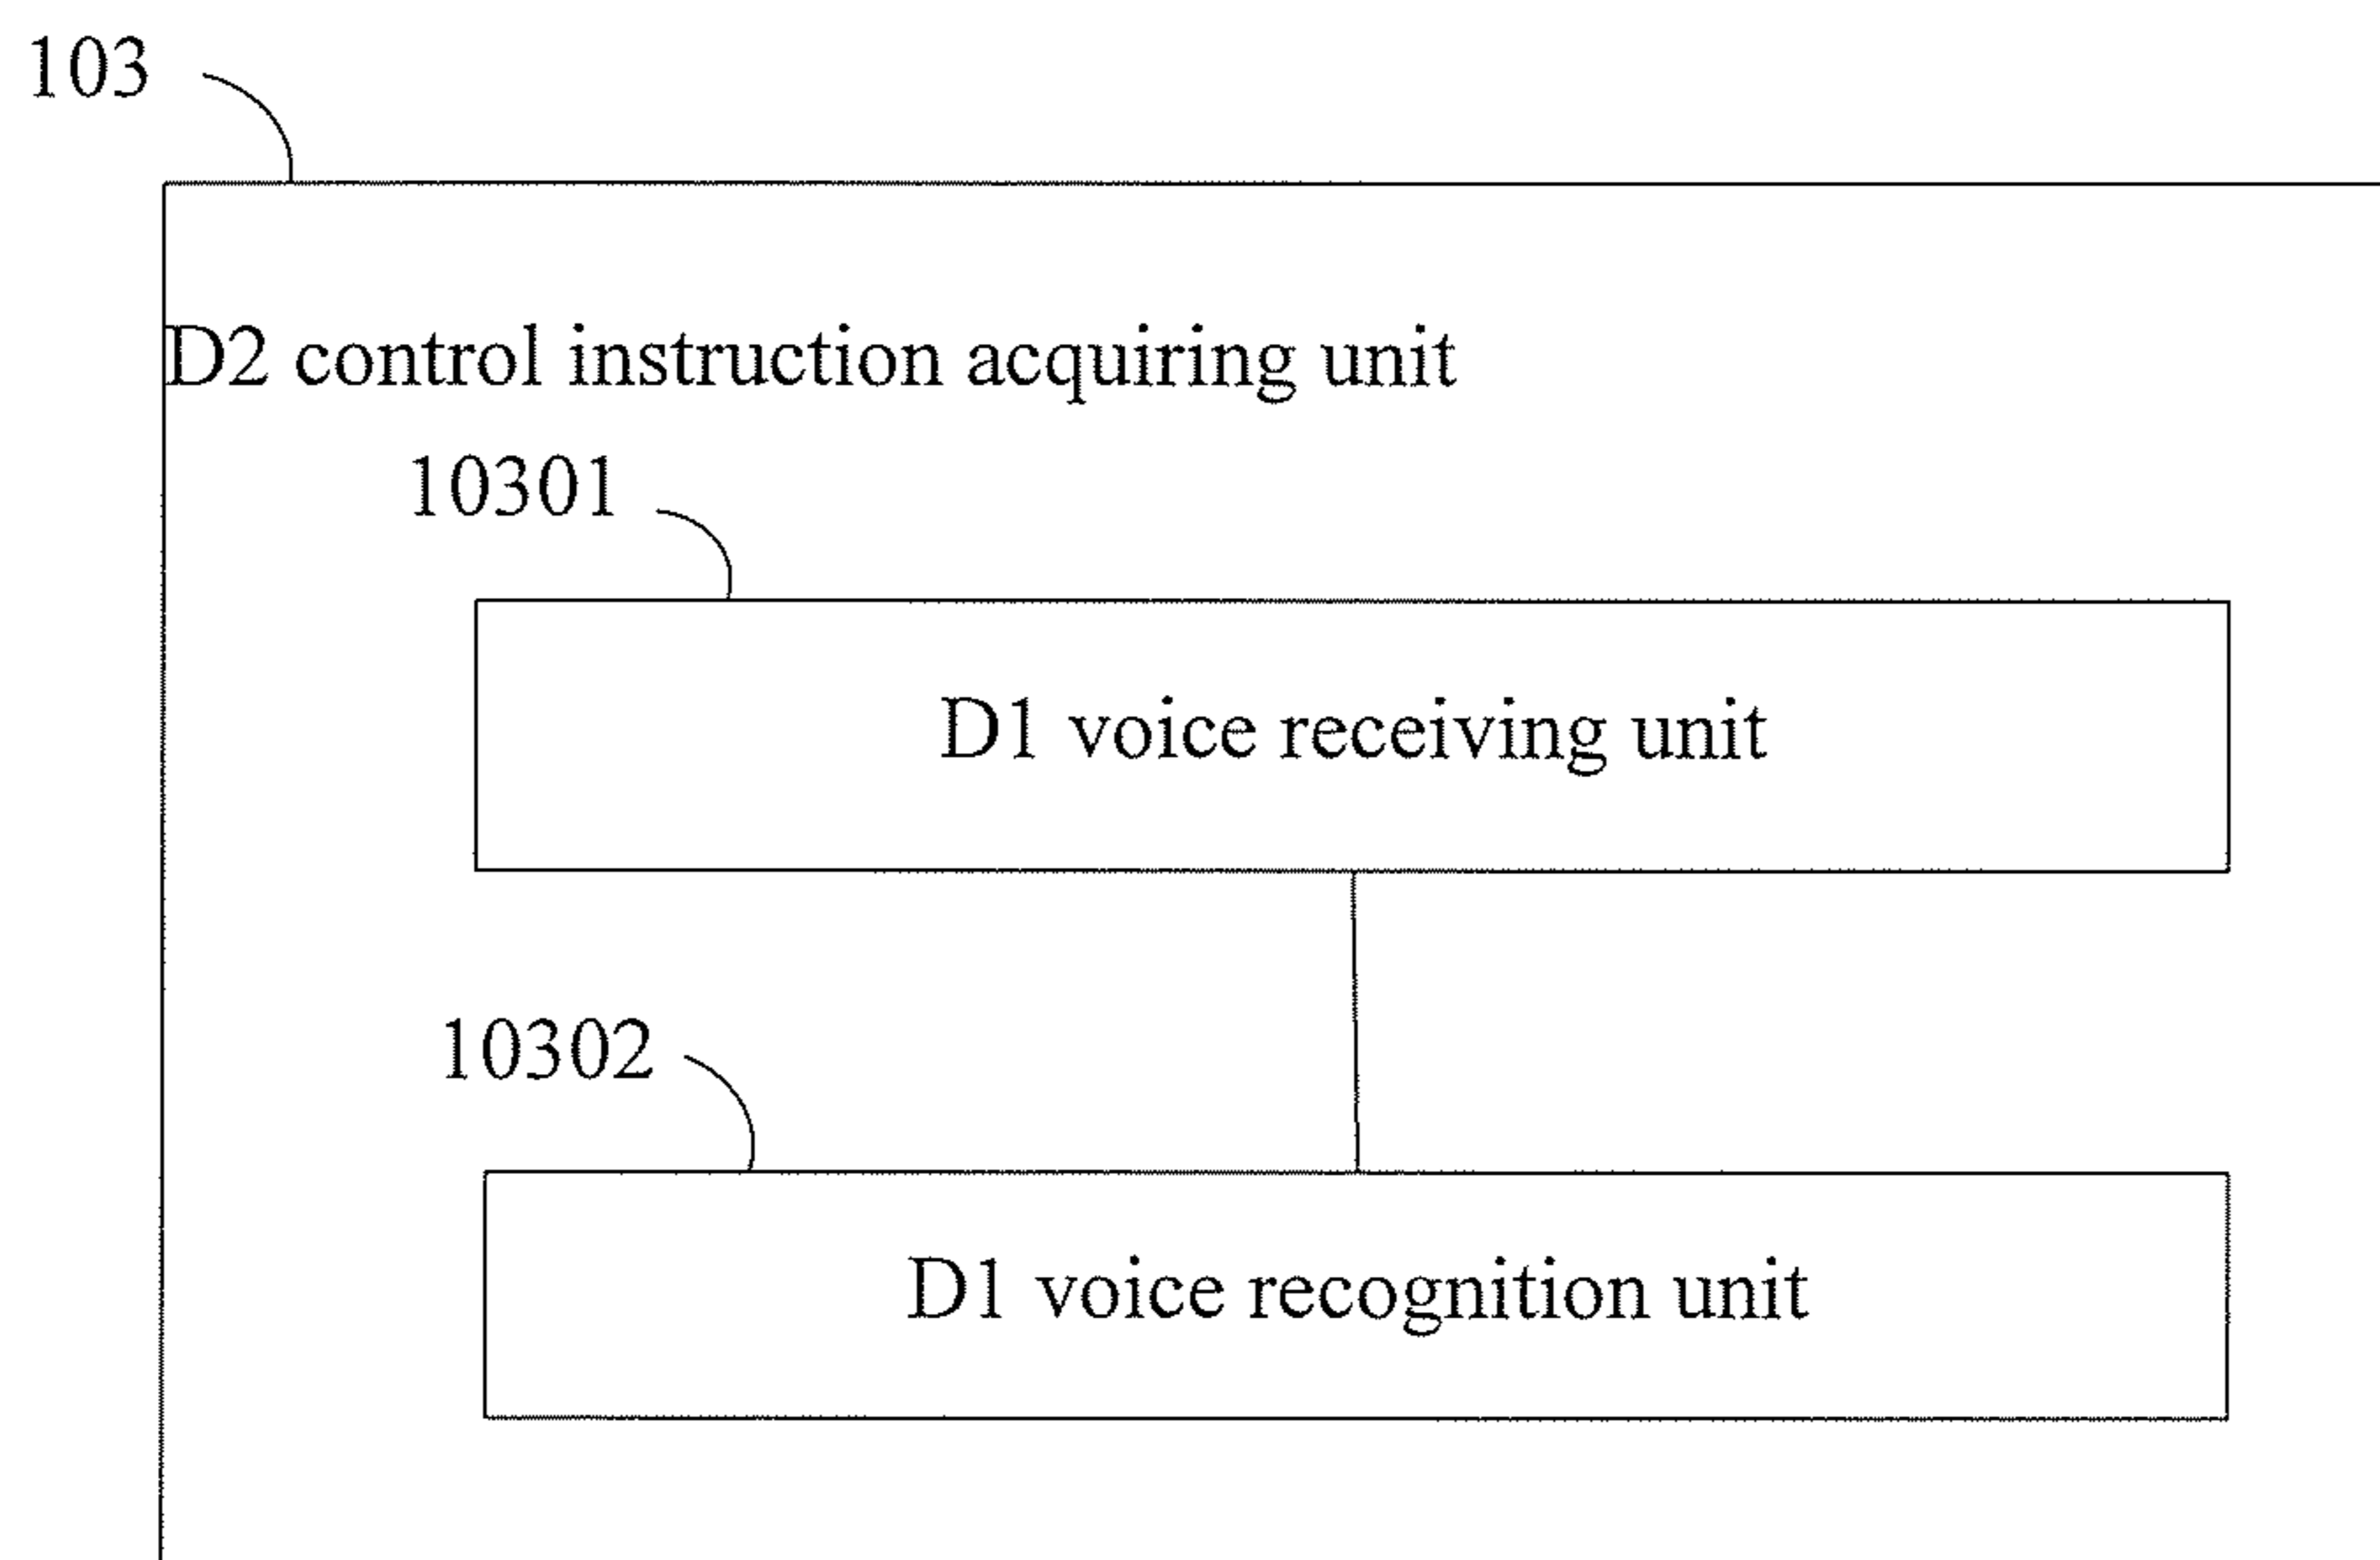 103
D2 control instruction acquiring unit
10301
D1 voice receiving unit
10302
D1 voice recognition unit